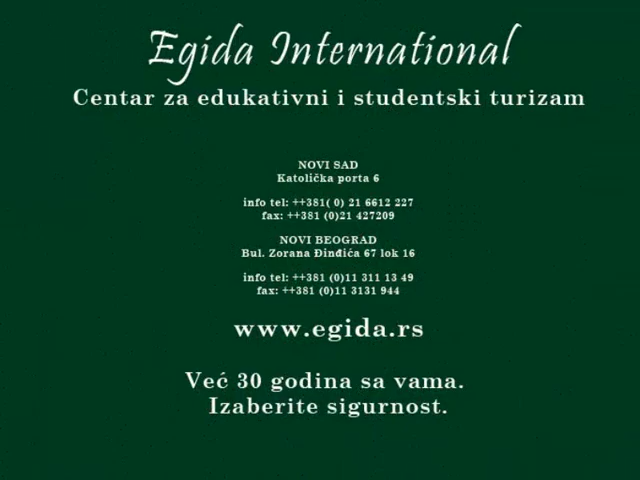 Egida International
Centar za edukativni i studentski turizam
NOVI SAD
Katolička porta 6
info tel: ++381( 0) 21 6612 227
fax: ++381 (0)21 427209
NOVI BEOGRAD
Bul. Zorana Đinđića 67 lok 16
info tel: ++381 (0)11 311 13 49
fax: ++381 (0)11 3131 944
www.egida.rs
Već 30 godina sa vama.
Izaberite sigurnost.